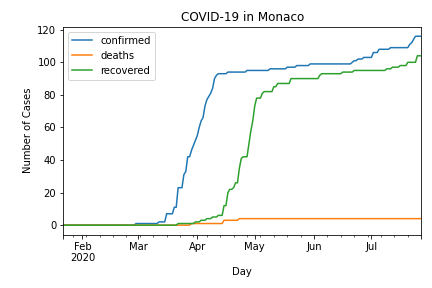 COVID-19 in Monaco
confirmed
deaths
recovered
Number of Cases
120
100
80
60
40
20
0
Feb Mar Apr May Jun Jul
2020
Day